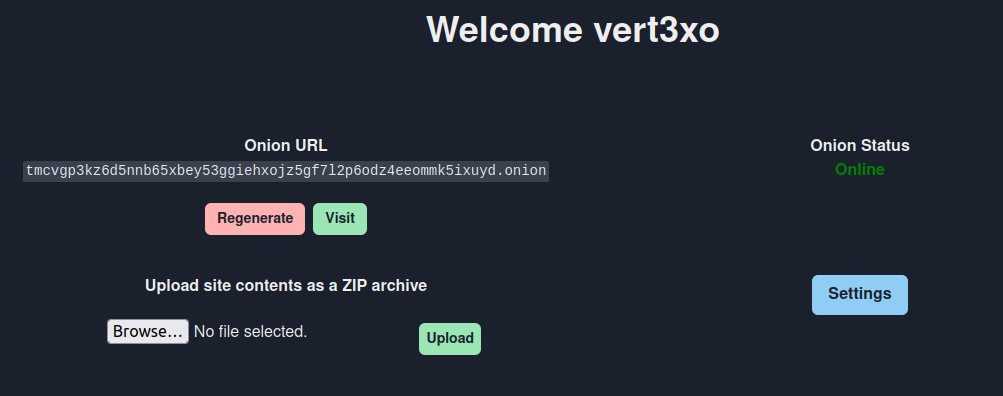 Welcome vert3xo
Onion URL
tmcvgp3kz6d5nnb65xbey53ggiehxojz5gf7l2p6odz4eeommk5ixuyd.onion
Onion Status
Online
Regenerate
Visit
Upload site contents as a ZIP archive
Settings
Browse... No file selected.
Upload